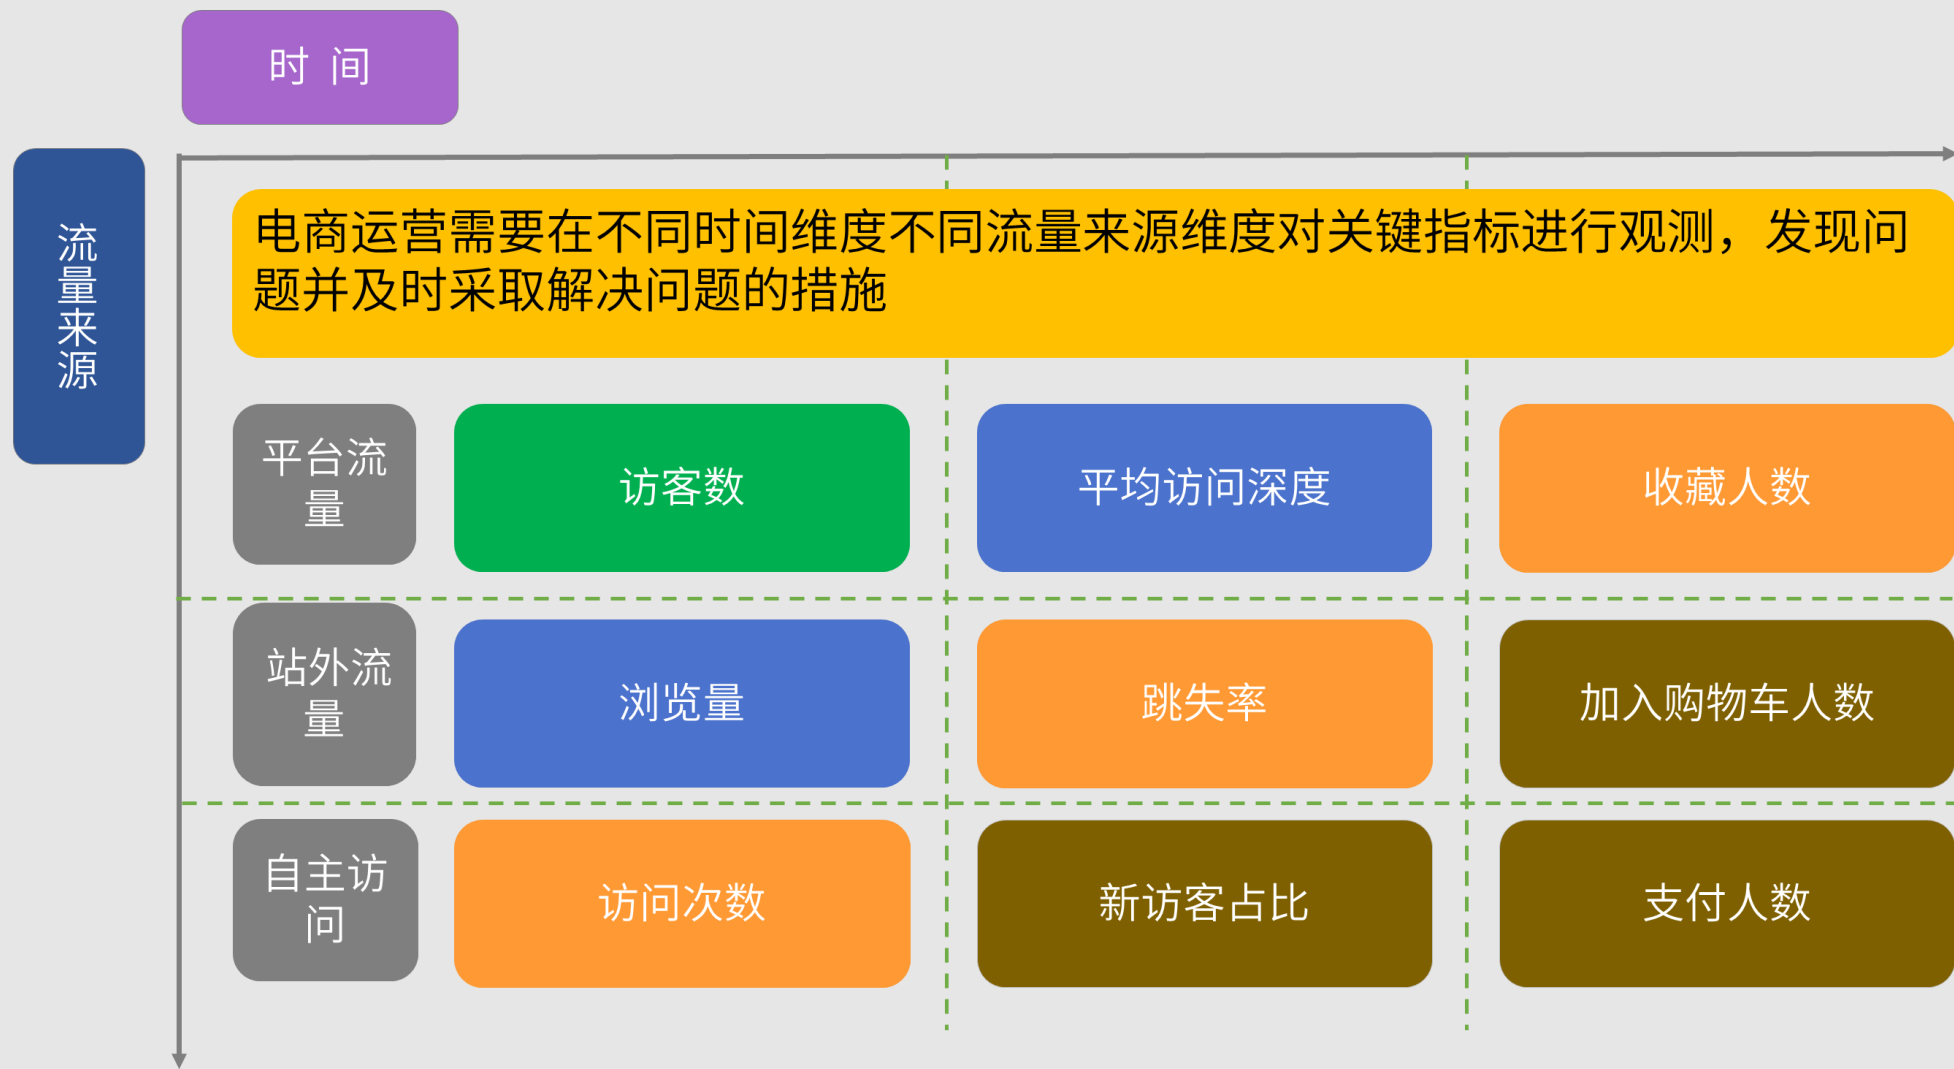 时 间
流量来源
电商运营需要在不同时间维度不同流量来源维度对关键指标进行观测，发现问
题并及时采取解决问题的措施
平台流
量
访客数
平均访问深度
收藏人数
站外流
量
浏览量
跳失率
加入购物车人数
自主访
问
访问次数
新访客占比
支付人数